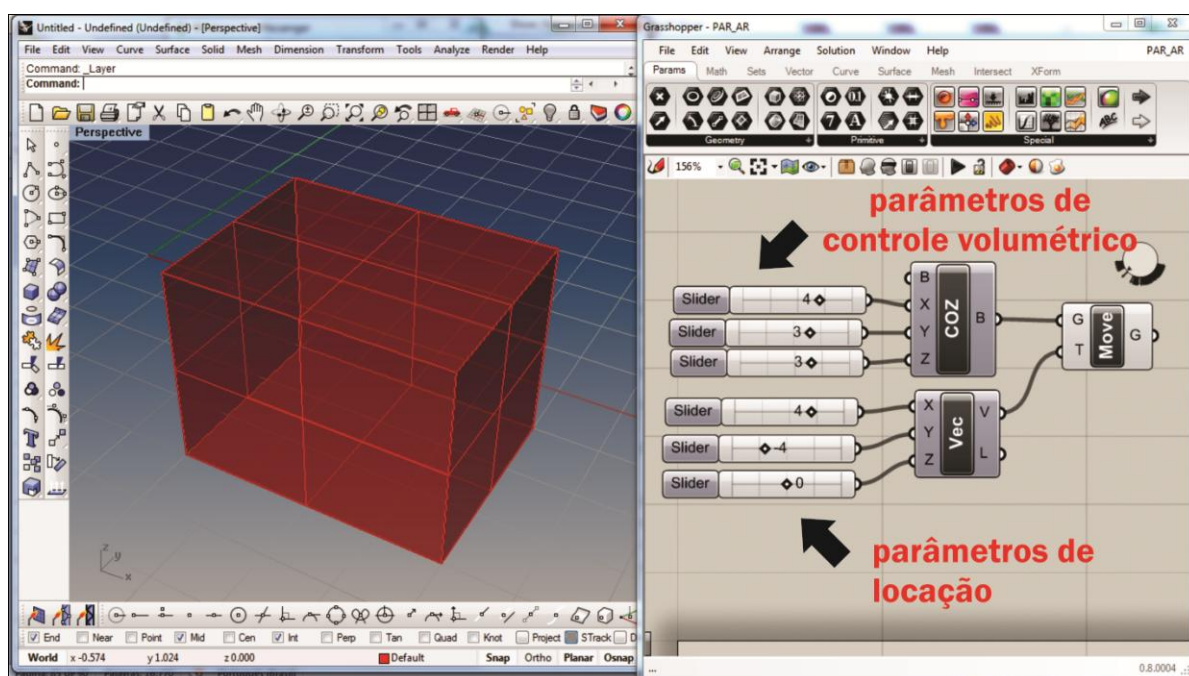 Untitled - Undefined (Undefined) - [Perspective]
File Edit View Curve Surface Solid Mesh Dimension Transform Tools Analyze Render Help
Command: _Layer
Command:
Perspective
z
y
x
End Near Point Mid Cen Int Perp Tan Quad Knot Project STrack
World x -0.574 y 1.024 z 0.000 Default Snap Ortho Planar Osnap
Grasshopper - PAR_AR
File Edit View Arrange Solution Window Help PAR_AR
Params Math Sets Vector Curve Surface Mesh Intersect XForm
Geometry Primitive Special
156%
parâmetros de
controle volumétrico
Slider 4
Slider 3
Slider 3
B
X
Y
Z
COZ
B
G
T
Move
G
Slider 4
Slider -4
Slider 0
X
Y
Z
Vec
V
L
parâmetros de
locação
... 0.8.0004